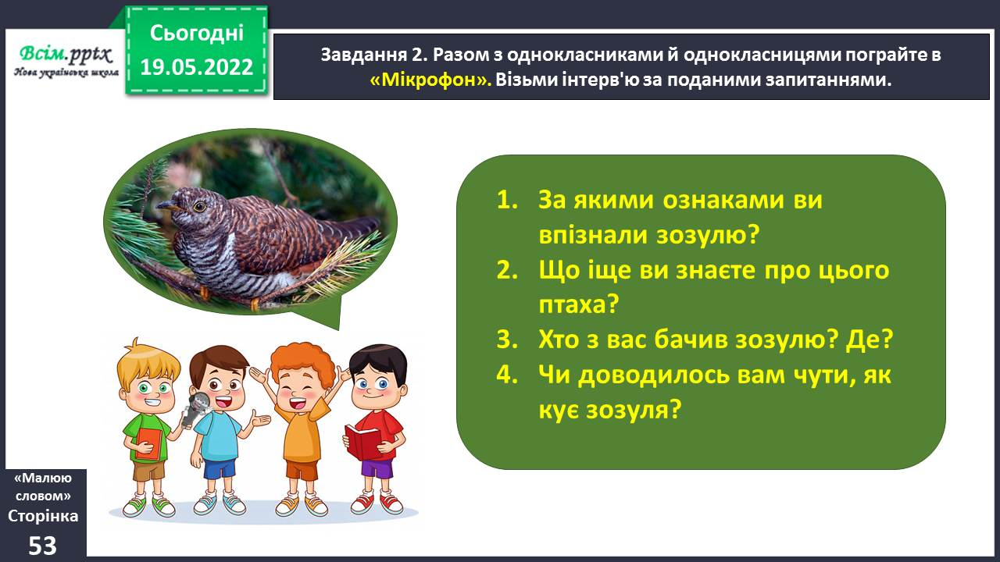 Всім.pptx
Нова українська школа
Сьогодні
19.05.2022
Завдання 2. Разом з однокласниками й однокласницями пограйте в
«Мікрофон». Візьми інтерв'ю за поданими запитаннями.
1. За якими ознаками ви
впізнали зозулю?
2. Що іще ви знаєте про цього
птаха?
3. Хто з вас бачив зозулю? Де?
4. Чи доводилось вам чути, як
кує зозуля?
«Малюю
словом»
Сторінка
53